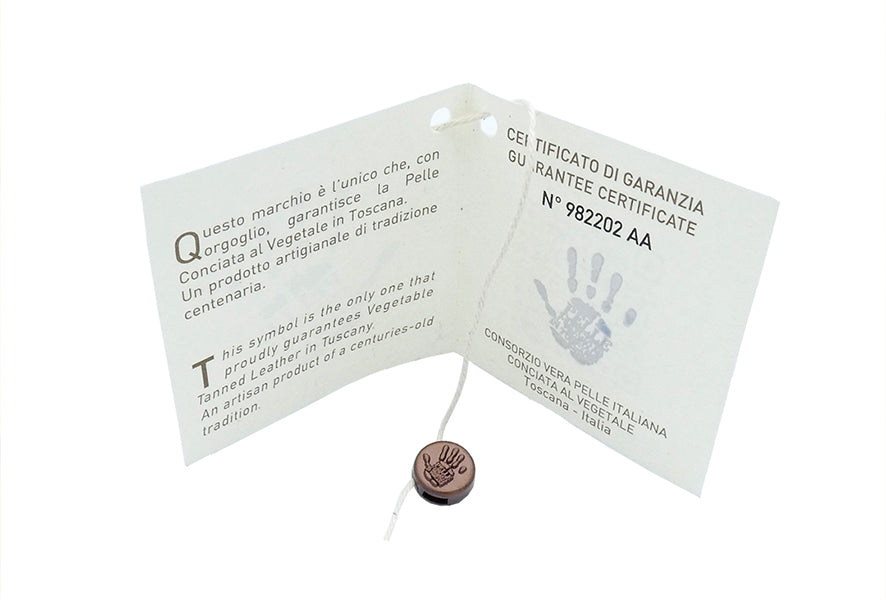 Questo marchio è l'unico che, con
orgoglio, garantisce la Pelle
Conciata al Vegetale in Toscana.
Un prodotto artigianale di tradizione
centenaria.
This symbol is the only one that
proudly guarantees Vegetable
Tanned Leather in Tuscany.
An artisan product of a centuries-old
tradition.
CERTIFICATO DI GARANZIA
GUARANTEE CERTIFICATE
N° 982202 AA
CONSORZIO VERA PELLE ITALIANA
CONCIATA AL VEGETALE
Toscana - Italia